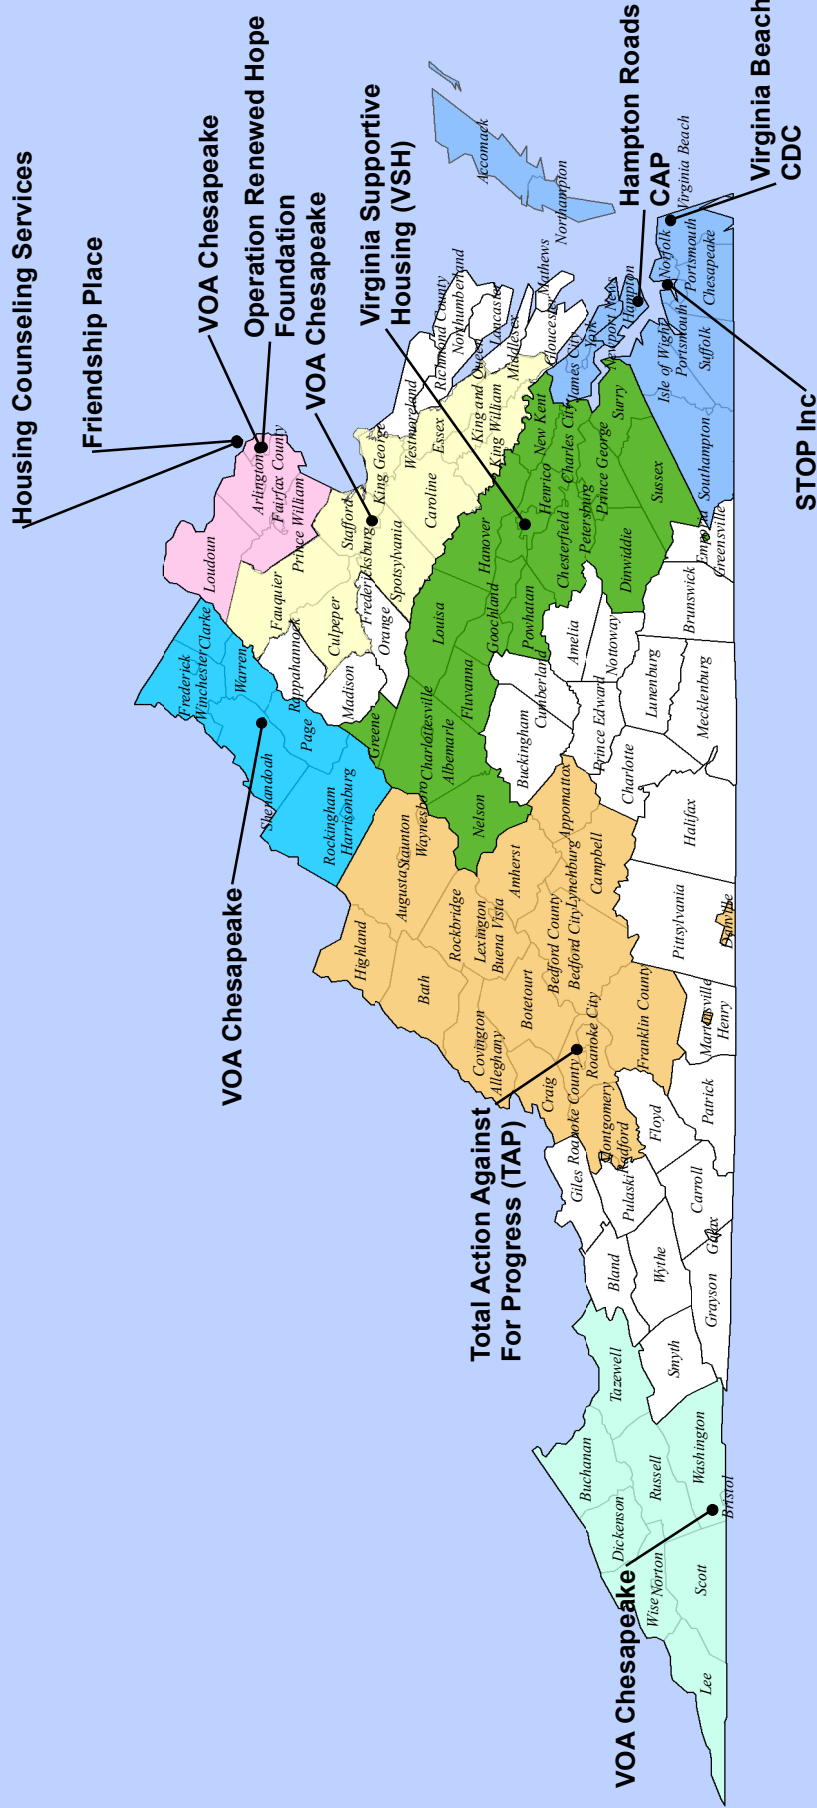 Housing Counseling Services
Friendship Place
VOA Chesapeake
Operation Renewed Hope
Foundation
VOA Chesapeake
Virginia Supportive
Housing (VSH)
Hampton Roads
CAP
Virginia Beach
CDC
STOP Inc
VOA Chesapeake
Total Action Against
For Progress (TAP)
VOA Chesapeake
Loudoun
Arlington
Fairfax County
Prince William
Frederick
Winchester
Clarke
Warren
Shenandoah
Page
Rockingham
Harrisonburg
Fauquier
Rappahannock
Culpeper
Madison
Orange
Stafford
Fredericksburg
King George
Spotsylvania
Caroline
Westmoreland
Essex
Richmond County
Northumberland
Lancaster
King and Queen
King William
Middlesex
Mathews
Gloucester
Accomack
Northampton
Greene
Louisa
Charlottesville
Albemarle
Fluvanna
Nelson
Goochland
Hanover
Powhatan
Henrico
New Kent
Chesterfield
Charles City
Petersburg
Prince George
Dinwiddie
Surry
Sussex
James City
York
Newport News
Hampton
Isle of Wight
Portsmouth
Suffolk
Southampton
Norfolk
Portsmouth
Chesapeake
Virginia Beach
Emporia
Greensville
Brunswick
Buckingham
Cumberland
Amelia
Nottoway
Prince Edward
Lunenburg
Charlotte
Mecklenburg
Halifax
Pittsylvania
Danville
Highland
Augusta
Staunton
Waynesboro
Bath
Rockbridge
Lexington
Buena Vista
Amherst
Appomattox
Lynchburg
Campbell
Bedford County
Bedford City
Covington
Alleghany
Botetourt
Craig
Roanoke County
Roanoke City
Montgomery
Radford
Franklin County
Martinsville
Henry
Patrick
Floyd
Giles
Pulaski
Carroll
Galax
Bland
Wythe
Grayson
Smyth
Tazewell
Buchanan
Dickenson
Russell
Washington
Bristol
Wise
Norton
Scott
Lee